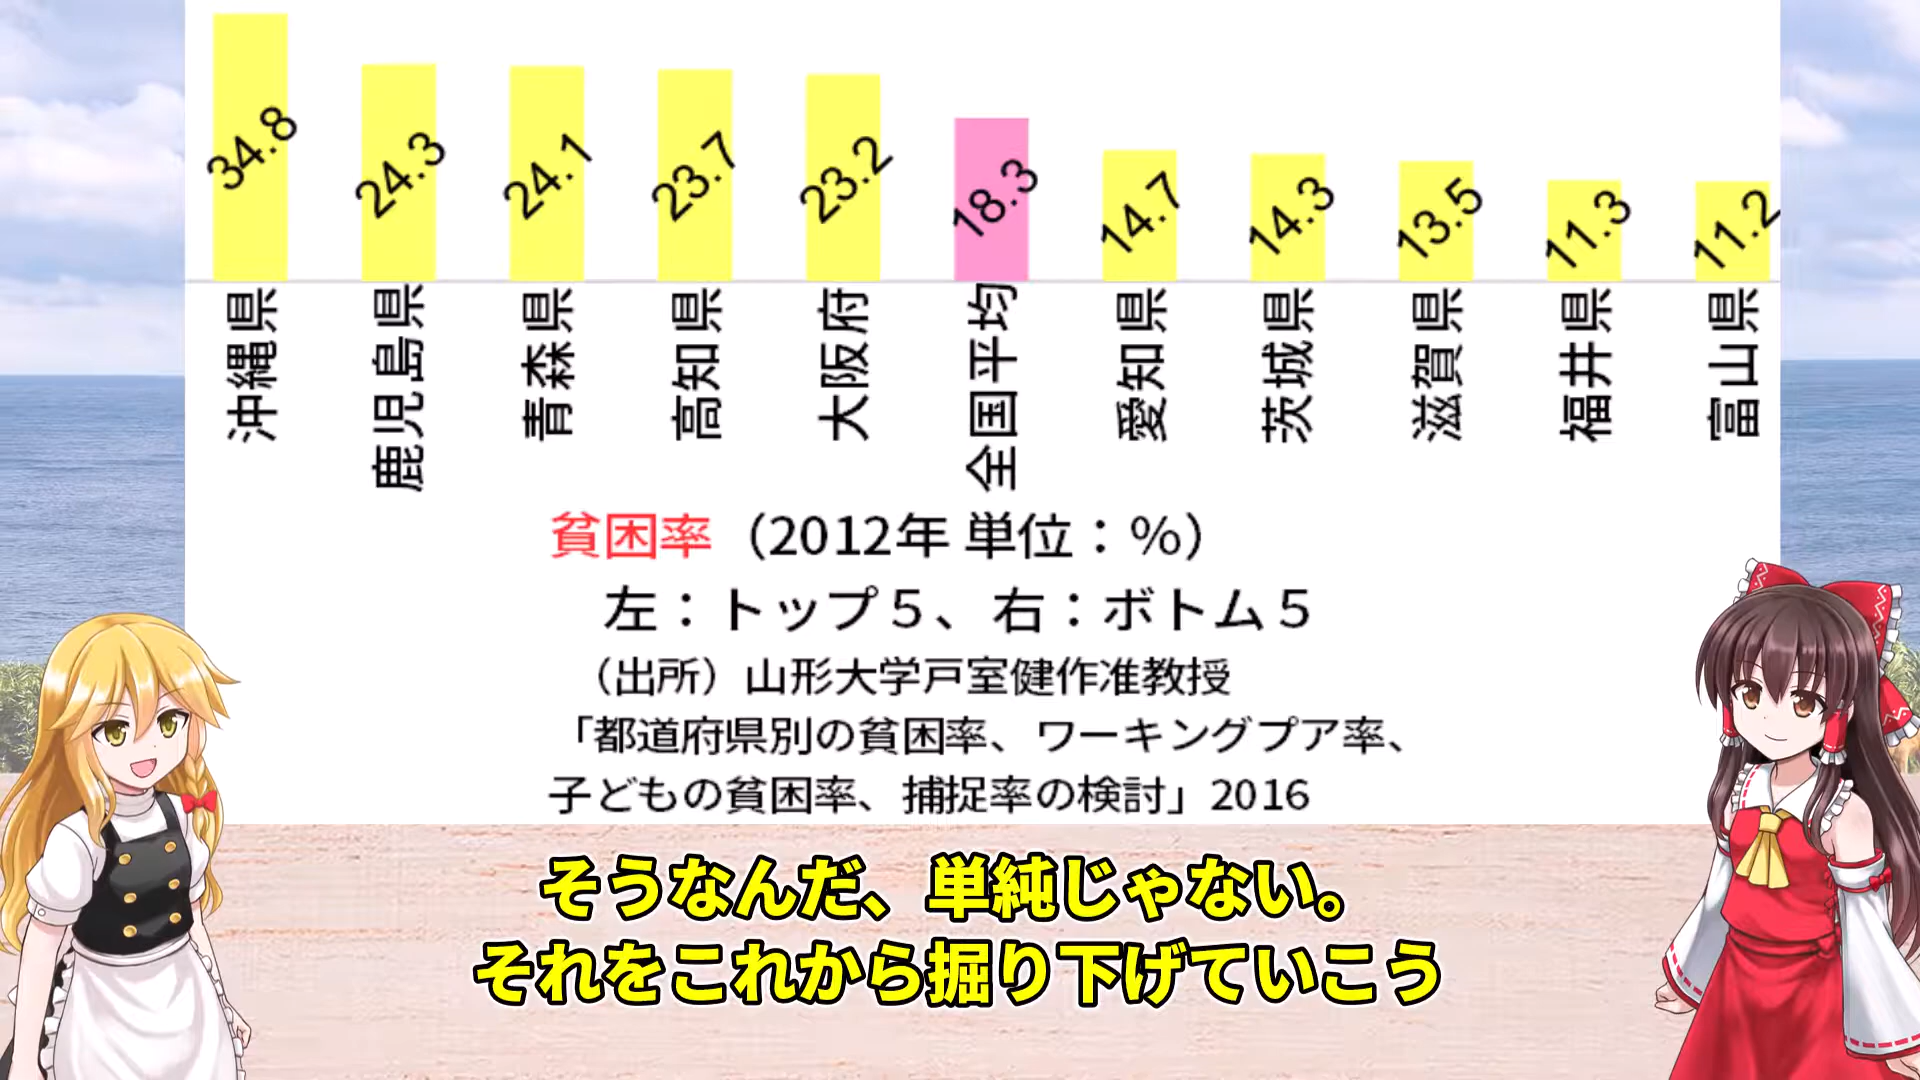 34.8
24.3
24.1
23.7
23.2
18.3
14.7
14.3
13.5
11.3
11.2
沖縄県
鹿児島県
青森県
高知県
大阪府
全国平均
愛知県
茨城県
滋賀県
福井県
富山県
貧困率（2012年 単位：%）
左：トップ５、右：ボトム５
（出所）山形大学戸室健作准教授
「都道府県別の貧困率、ワーキングプア率、
子どもの貧困率、捕捉率の検討」2016
そうなんだ、単純じゃない。
それをこれから掘り下げていこう